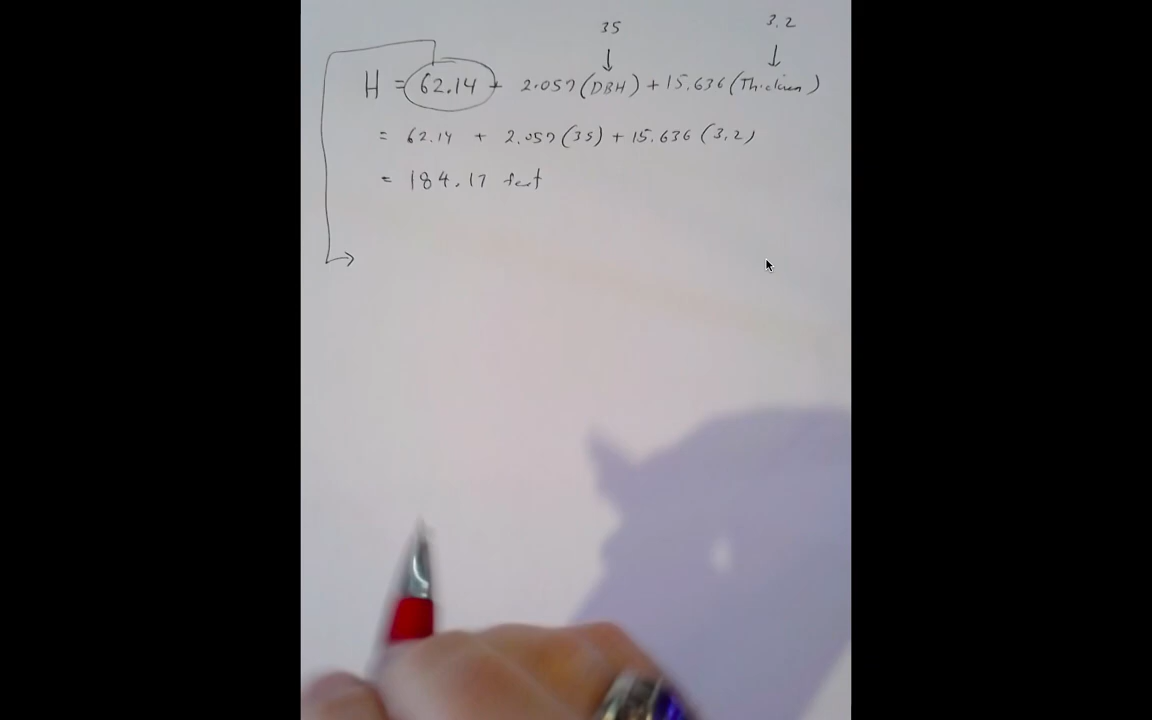 35 3.2
H = 62.14 + 2.057(DBH) + 15.636(Thickness)
= 62.14 + 2.057(35) + 15.636(3.2)
= 184.17 feet